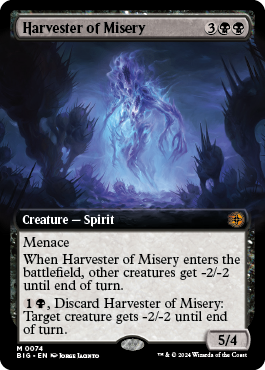 Harvester of Misery 3
Creature — Spirit
Menace
When Harvester of Misery enters the
battlefield, other creatures get -2/-2
until end of turn.
1 , Discard Harvester of Misery:
Target creature gets -2/-2 until
end of turn.
5/4
M 0074
BIG • EN Jorge Jacinto
™ & © 2024 Wizards of the Coast